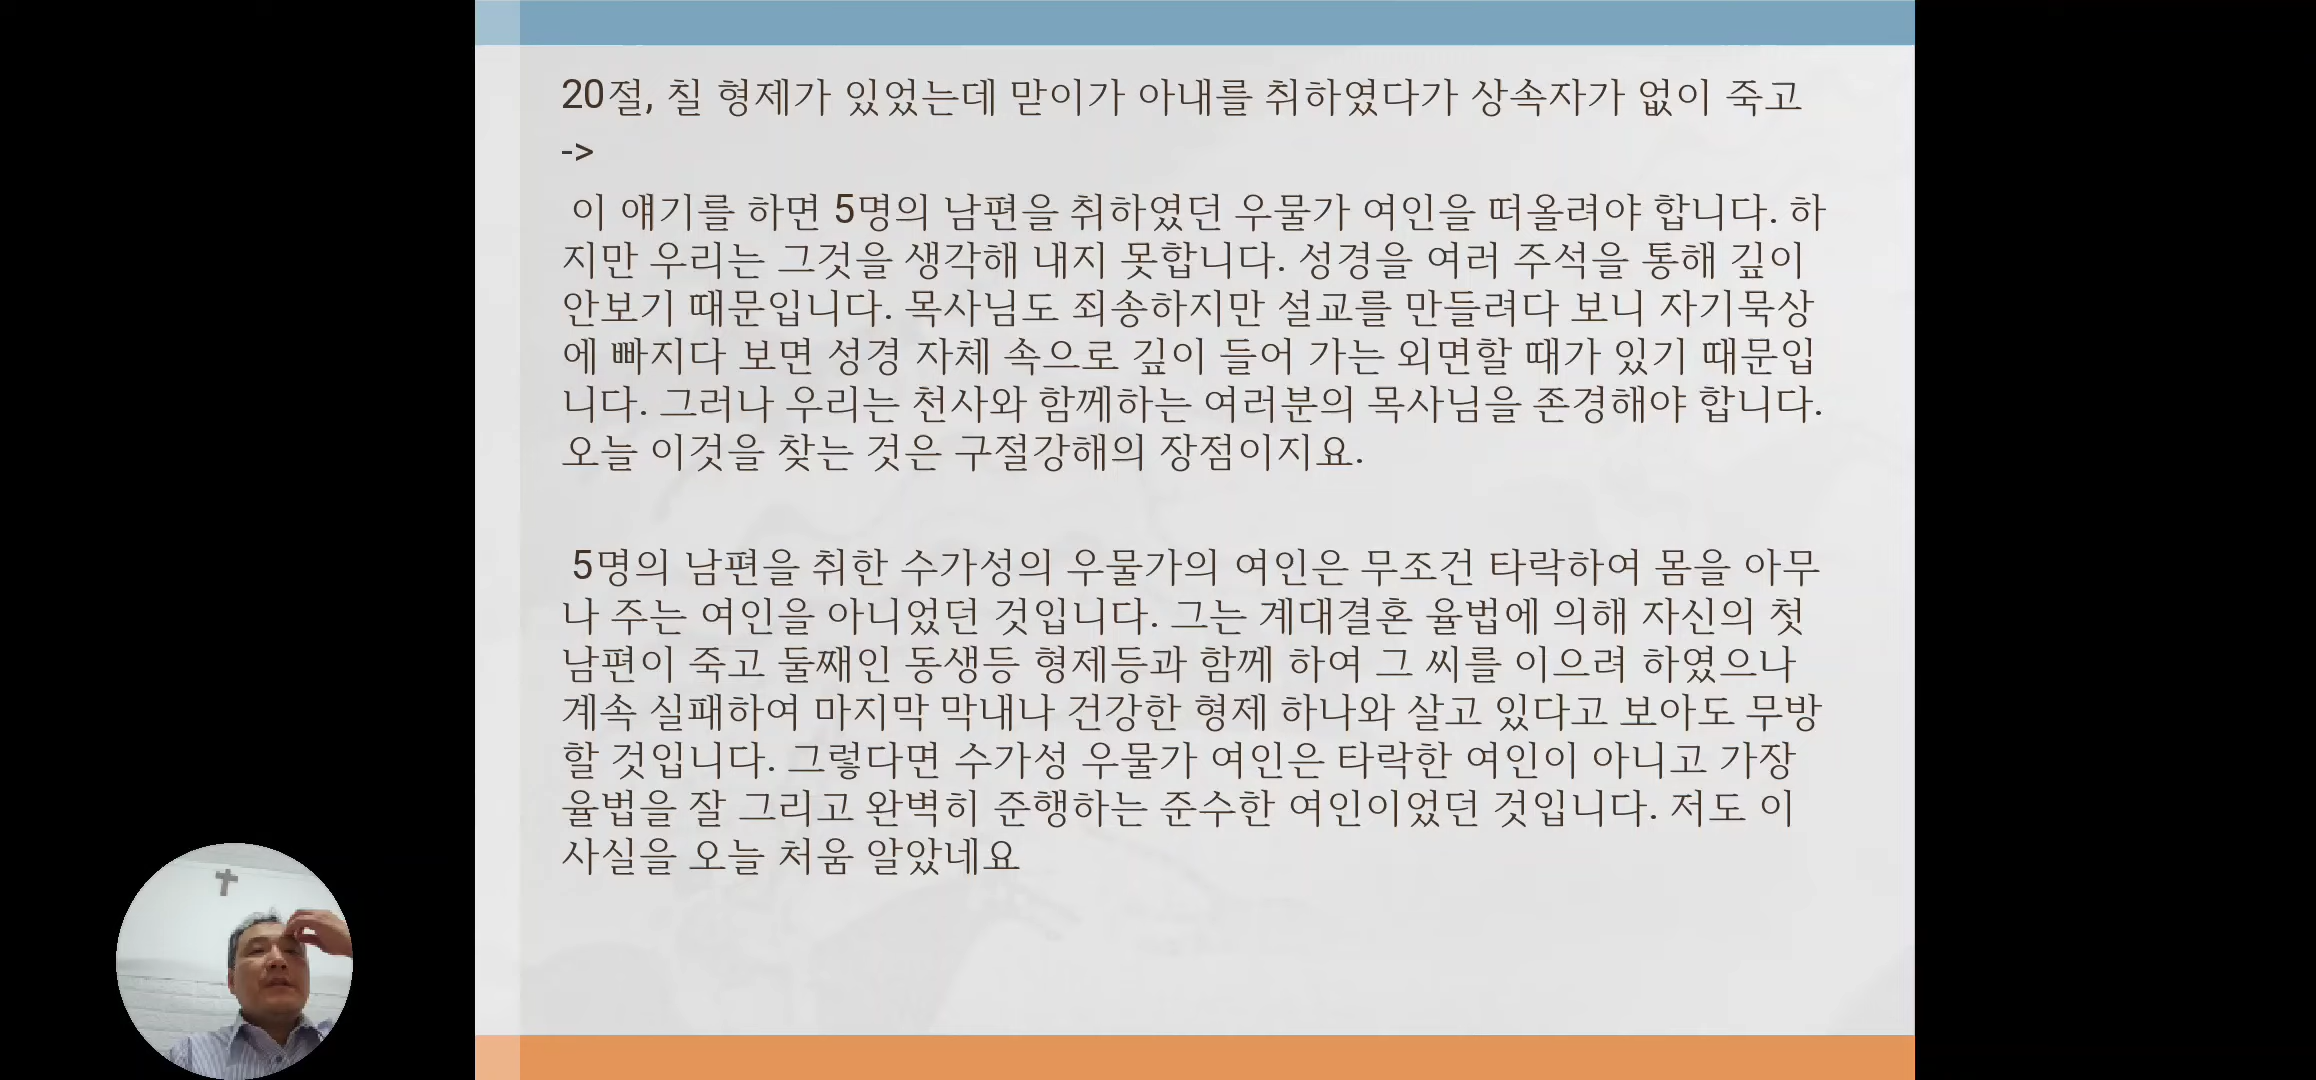 20절, 칠 형제가 있었는데 맏이가 아내를 취하였다가 상속자가 없이 죽고
->
이 얘기를 하면 5명의 남편을 취하였던 우물가 여인을 떠올려야 합니다. 하
지만 우리는 그것을 생각해 내지 못합니다. 성경을 여러 주석을 통해 깊이
안보기 때문입니다. 목사님도 죄송하지만 설교를 만들려다 보니 자기묵상
에 빠지다 보면 성경 자체 속으로 깊이 들어 가는 외면할 때가 있기 때문입
니다. 그러나 우리는 천사와 함께하는 여러분의 목사님을 존경해야 합니다.
오늘 이것을 찾는 것은 구절강해의 장점이지요.
5명의 남편을 취한 수가성의 우물가의 여인은 무조건 타락하여 몸을 아무
나 주는 여인을 아니었던 것입니다. 그는 계대결혼 율법에 의해 자신의 첫
남편이 죽고 둘째인 동생등 형제등과 함께 하여 그 씨를 이으려 하였으나
계속 실패하여 마지막 막내나 건강한 형제 하나와 살고 있다고 보아도 무방
할 것입니다. 그렇다면 수가성 우물가 여인은 타락한 여인이 아니고 가장
율법을 잘 그리고 완벽히 준행하는 준수한 여인이었던 것입니다. 저도 이
사실을 오늘 처움 알았네요